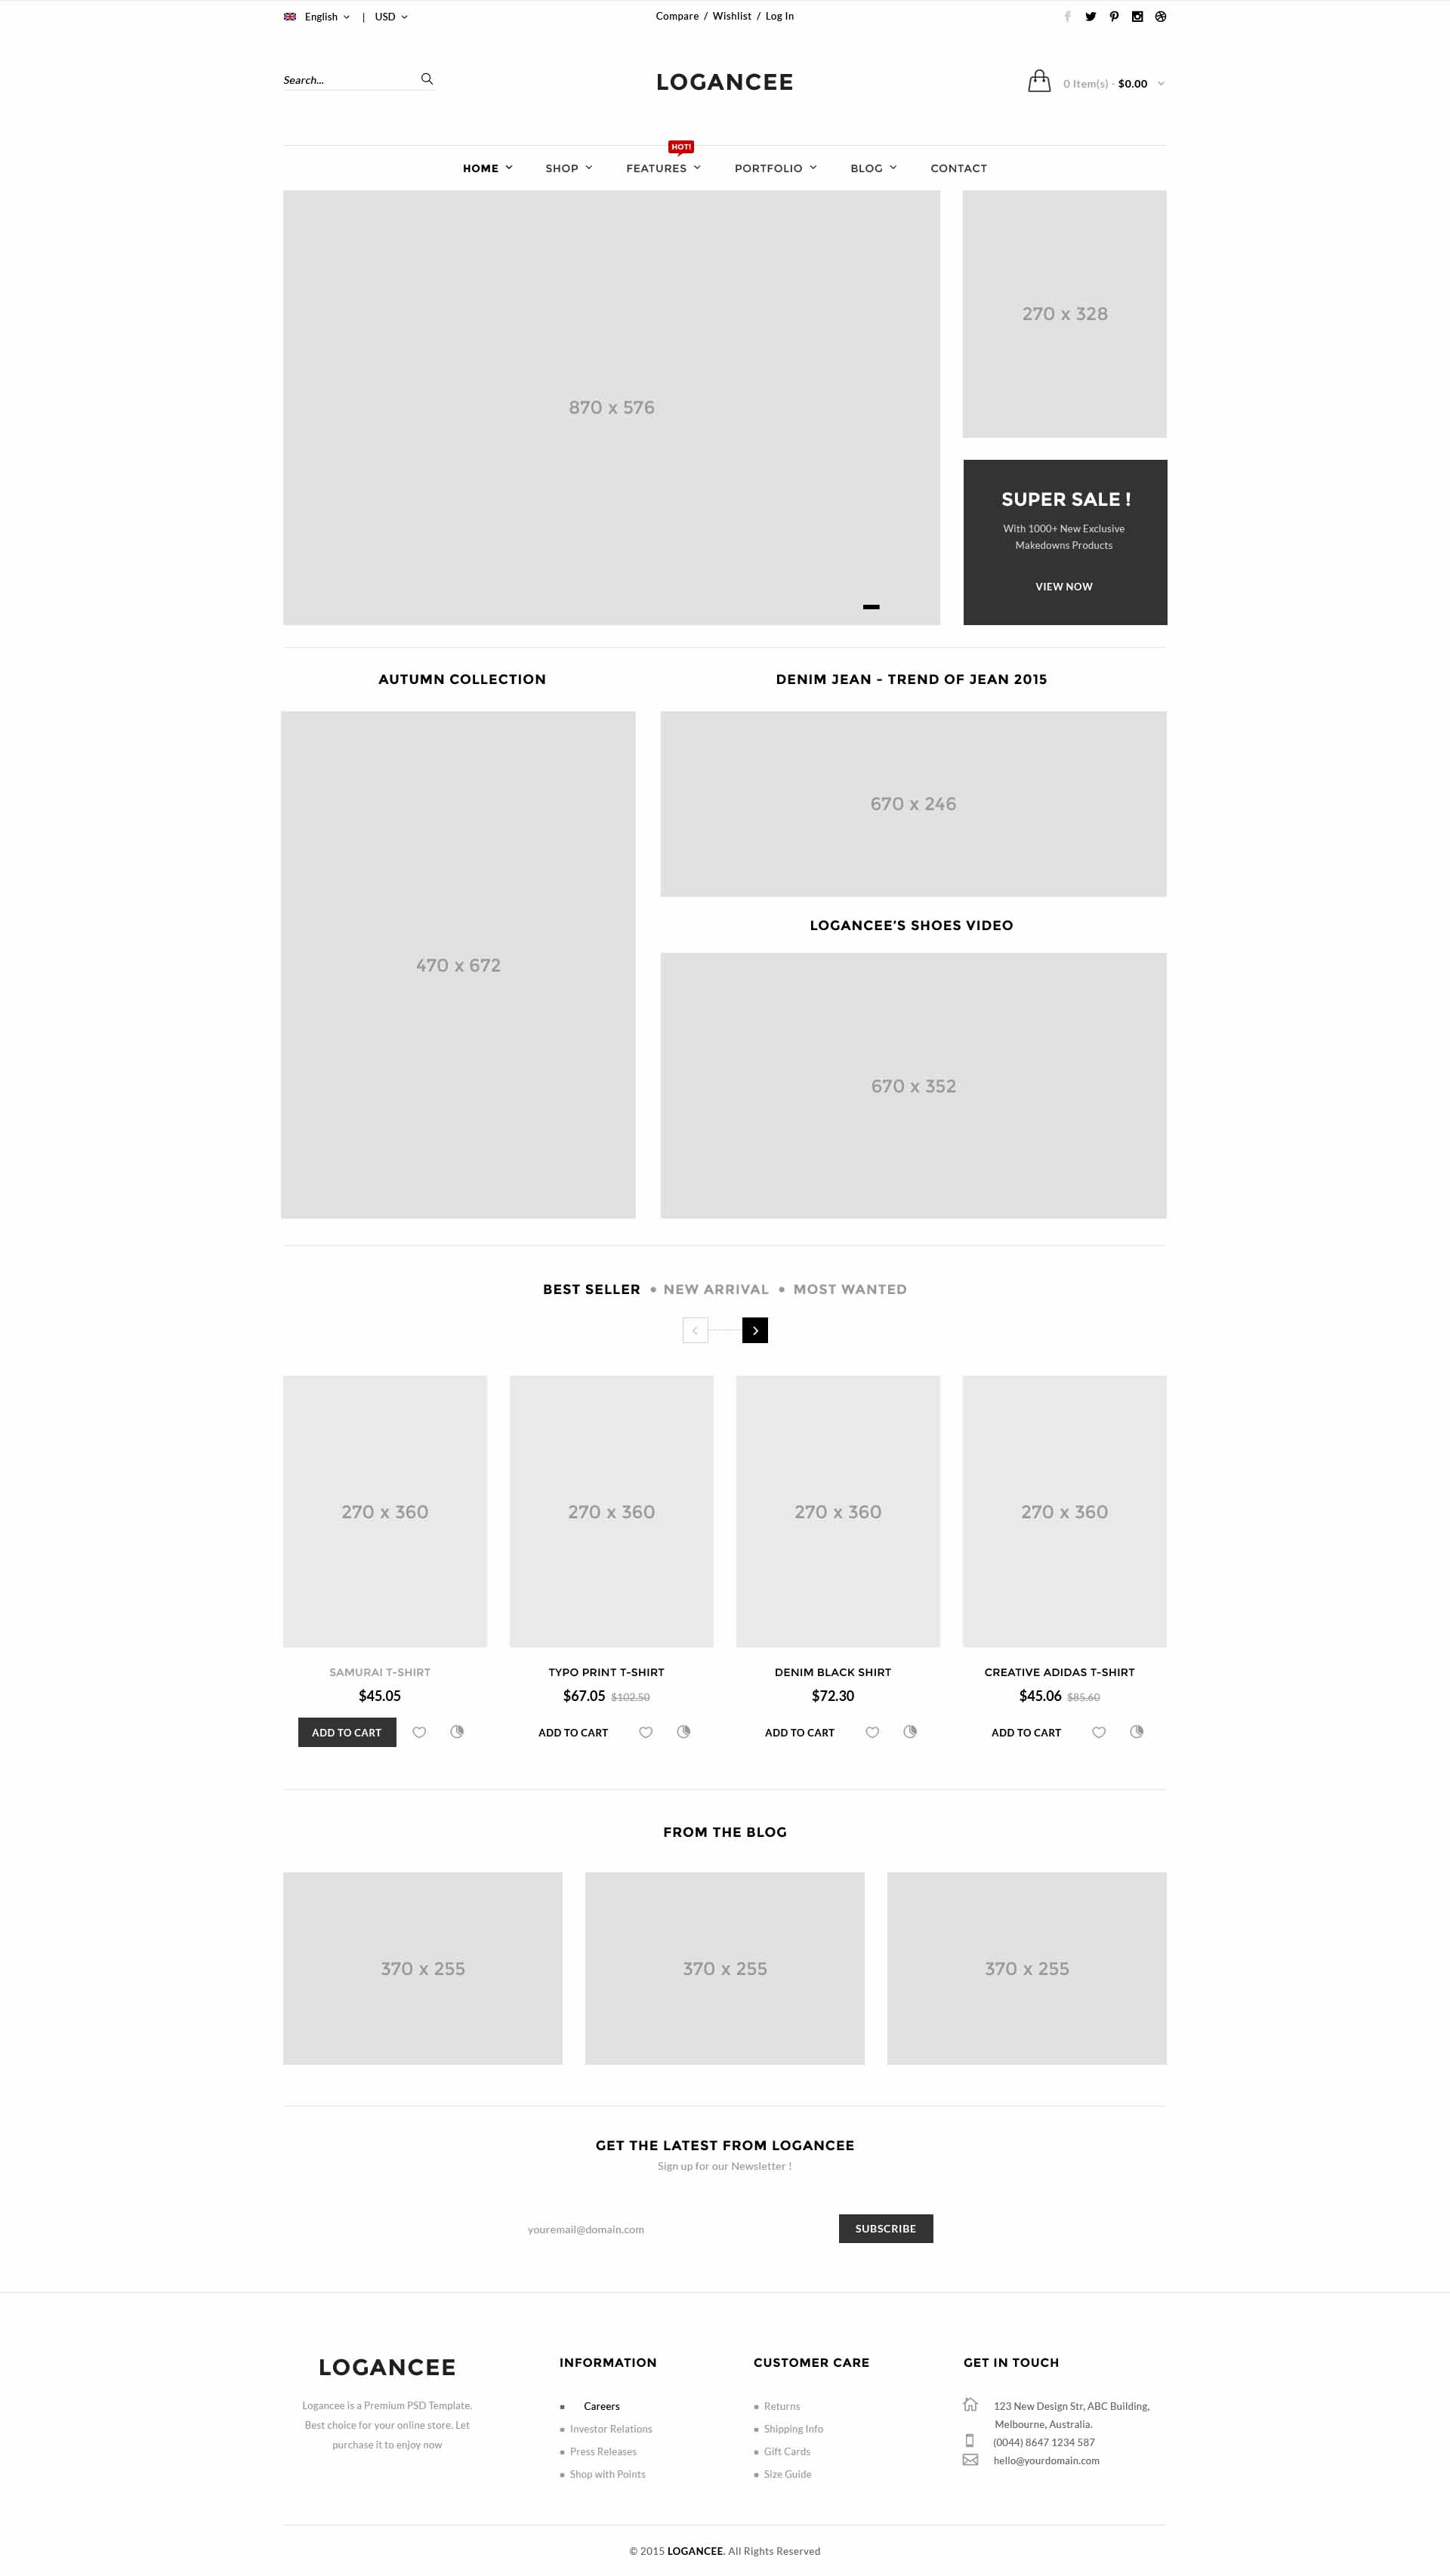 English | USD
Compare / Wishlist / Log In
Search...
LOGANCEE
0 Item(s) - $0.00
HOT!
HOME SHOP FEATURES PORTFOLIO BLOG CONTACT
870 x 576
270 x 328
SUPER SALE !
With 1000+ New Exclusive
Makedowns Products
VIEW NOW
AUTUMN COLLECTION
470 x 672
DENIM JEAN - TREND OF JEAN 2015
670 x 246
LOGANCEE'S SHOES VIDEO
670 x 352
BEST SELLER • NEW ARRIVAL • MOST WANTED
270 x 360 270 x 360 270 x 360 270 x 360
SAMURAI T-SHIRT
$45.05
ADD TO CART
TYPO PRINT T-SHIRT
$67.05 $102.50
ADD TO CART
DENIM BLACK SHIRT
$72.30
ADD TO CART
CREATIVE ADIDAS T-SHIRT
$45.06 $85.60
ADD TO CART
FROM THE BLOG
370 x 255 370 x 255 370 x 255
GET THE LATEST FROM LOGANCEE
Sign up for our Newsletter !
youremail@domain.com SUBSCRIBE
LOGANCEE
Logancee is a Premium PSD Template.
Best choice for your online store. Let
purchase it to enjoy now
INFORMATION
Careers
Investor Relations
Press Releases
Shop with Points
CUSTOMER CARE
Returns
Shipping Info
Gift Cards
Size Guide
GET IN TOUCH
123 New Design Str, ABC Building,
Melbourne, Australia.
(0044) 8647 1234 587
hello@yourdomain.com
© 2015 LOGANCEE. All Rights Reserved